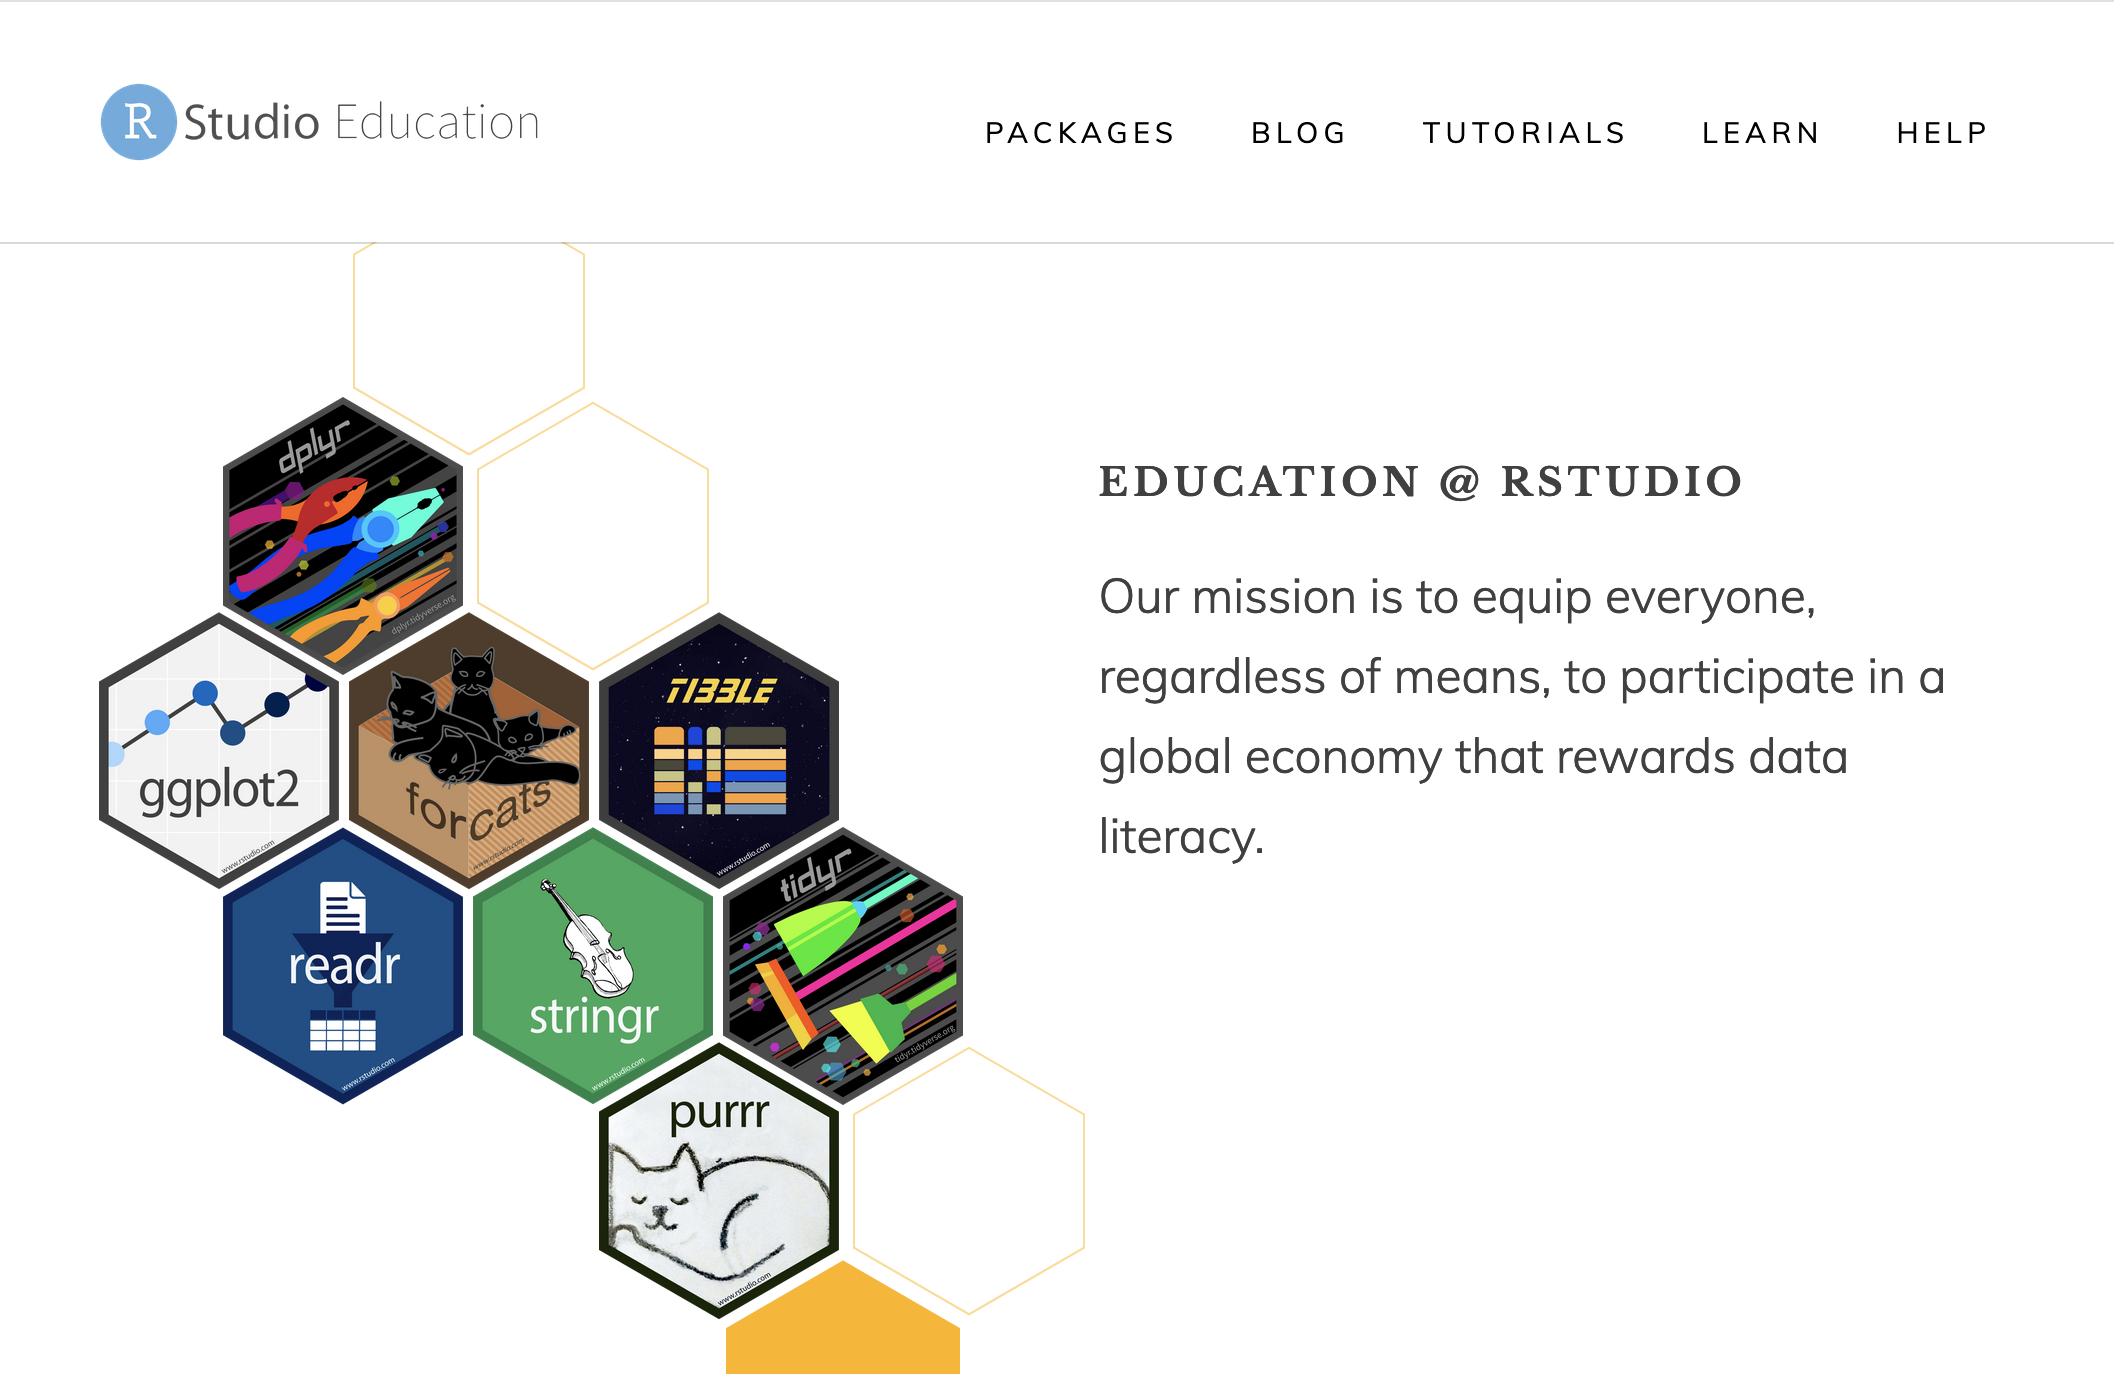 R Studio Education
PACKAGES BLOG TUTORIALS LEARN HELP
dplyr
dplyr.tidyverse.org
ggplot2
www.rstudio.com
forcats
www.rstudio.com
TIBBLE
www.rstudio.com
readr
www.rstudio.com
stringr
www.rstudio.com
tidyr
tidyr.tidyverse.org
purrr
www.rstudio.com
EDUCATION @ RSTUDIO
Our mission is to equip everyone,
regardless of means, to participate in a
global economy that rewards data
literacy.